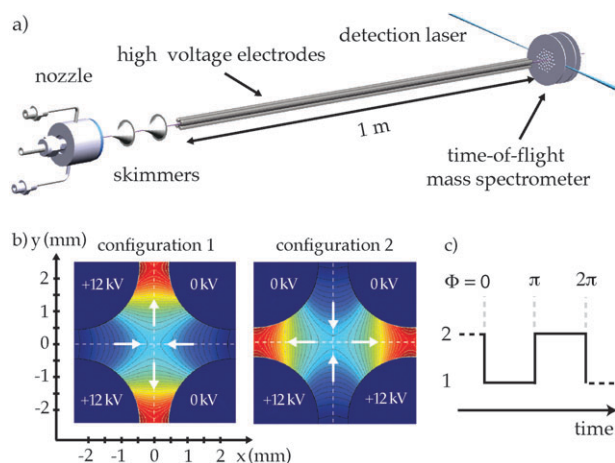 a)
detection laser
high voltage electrodes
nozzle
1 m
skimmers
time-of-flight
mass spectrometer
b) y (mm) configuration 1 configuration 2 c)
2 +12 kV 0 kV 0 kV 0 kV Φ = 0 π 2π
1
0 2
-1
-2 +12 kV 0 kV +12 kV +12 kV 1
-2 -1 0 1 2 x (mm) time